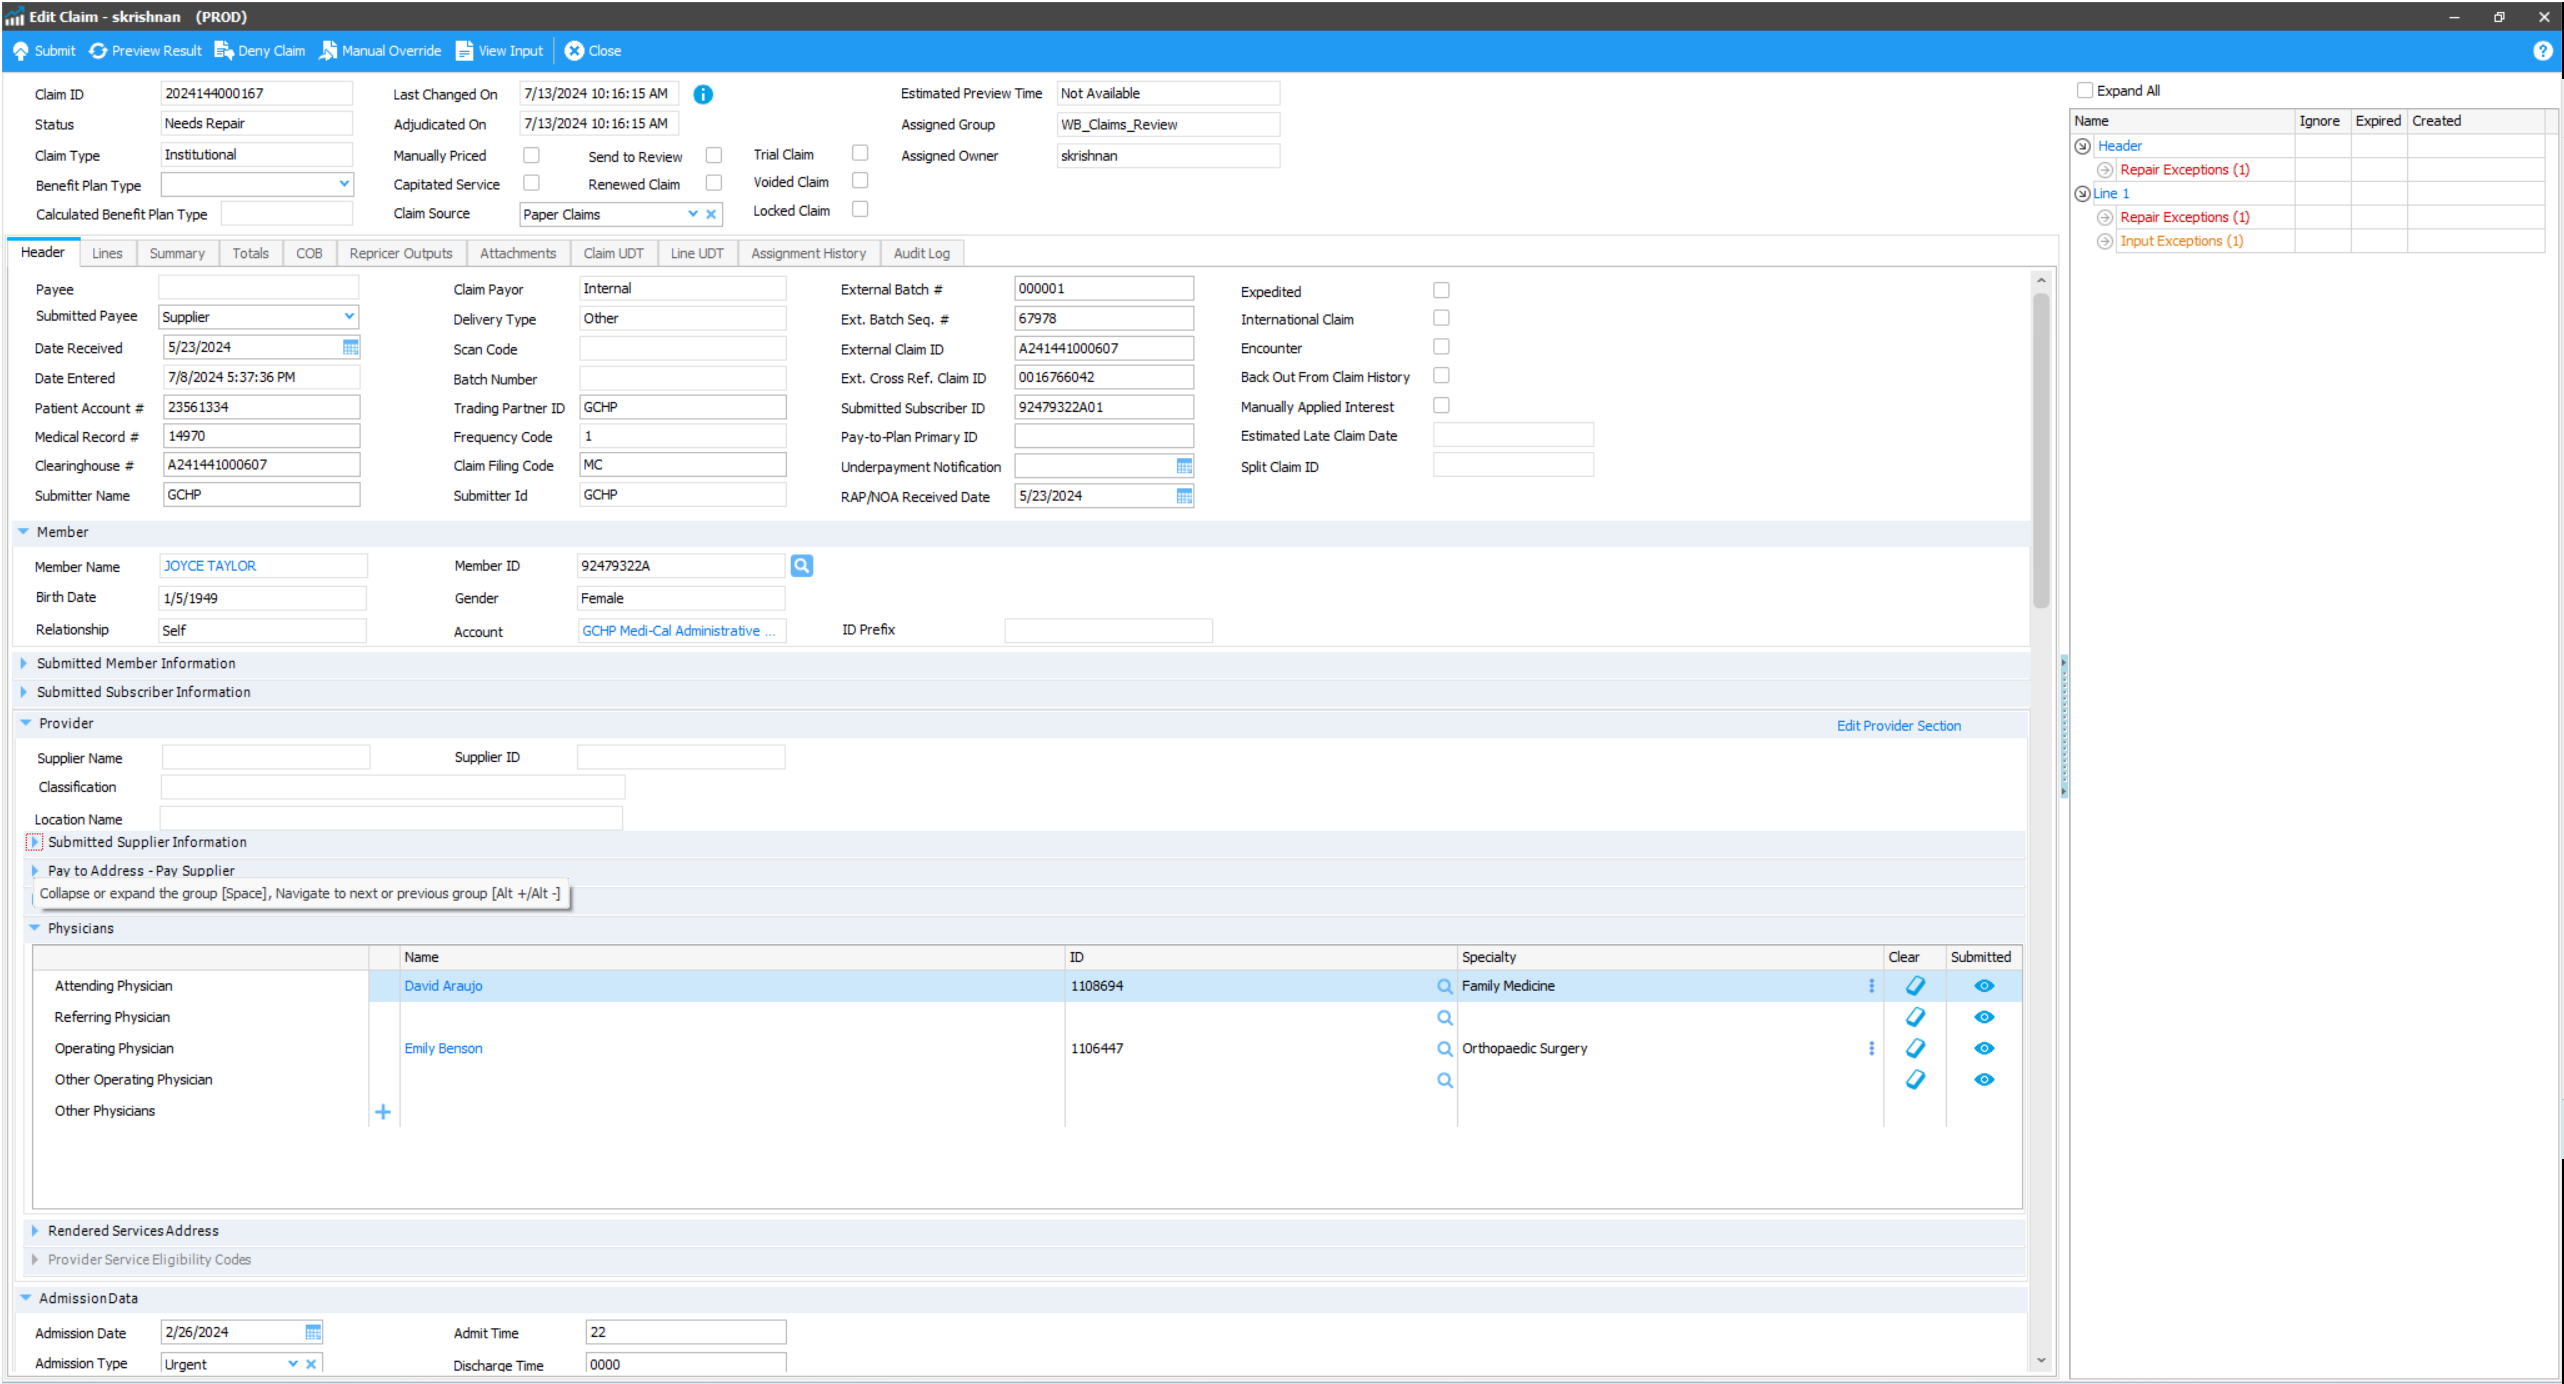 Edit Claim - skrishnan (PROD)
Submit Preview Result Deny Claim Manual Override View Input Close
Claim ID 2024144000167 Last Changed On 7/13/2024 10:16:15 AM Estimated Preview Time Not Available
Status Needs Repair Adjudicated On 7/13/2024 10:16:15 AM Assigned Group WB_Claims_Review
Claim Type Institutional Manually Priced Send to Review Trial Claim Assigned Owner skrishnan
Benefit Plan Type Capitated Service Renewed Claim Voided Claim
Calculated Benefit Plan Type Claim Source Paper Claims Locked Claim
Header Lines Summary Totals COB Repricer Outputs Attachments Claim UDT Line UDT Assignment History Audit Log
Payee Claim Payor Internal External Batch # 000001 Expedited
Submitted Payee Supplier Delivery Type Other Ext. Batch Seq. # 67978 International Claim
Date Received 5/23/2024 Scan Code External Claim ID A241441000607 Encounter
Date Entered 7/8/2024 5:37:36 PM Batch Number Ext. Cross Ref. Claim ID 0016766042 Back Out From Claim History
Patient Account # 23561334 Trading Partner ID GCHP Submitted Subscriber ID 92479322A01 Manually Applied Interest
Medical Record # 14970 Frequency Code 1 Pay-to-Plan Primary ID Estimated Late Claim Date
Clearinghouse # A241441000607 Claim Filing Code MC Underpayment Notification Split Claim ID
Submitter Name GCHP Submitter Id GCHP RAP/NOA Received Date 5/23/2024
Member
Member Name JOYCE TAYLOR Member ID 92479322A
Birth Date 1/5/1949 Gender Female
Relationship Self Account GCHP Medi-Cal Administrative ... ID Prefix
Submitted Member Information
Submitted Subscriber Information
Provider Edit Provider Section
Supplier Name Supplier ID
Classification
Location Name
Submitted Supplier Information
Pay to Address - Pay Supplier
Collapse or expand the group [Space], Navigate to next or previous group [Alt +/Alt -]
Physicians
Name ID Specialty Clear Submitted
Attending Physician David Araujo 1108694 Family Medicine
Referring Physician
Operating Physician Emily Benson 1106447 Orthopaedic Surgery
Other Operating Physician
Other Physicians
Rendered Services Address
Provider Service Eligibility Codes
Admission Data
Admission Date 2/26/2024 Admit Time 22
Admission Type Urgent Discharge Time 0000
Expand All
Name Ignore Expired Created
Header
Repair Exceptions (1)
Line 1
Repair Exceptions (1)
Input Exceptions (1)